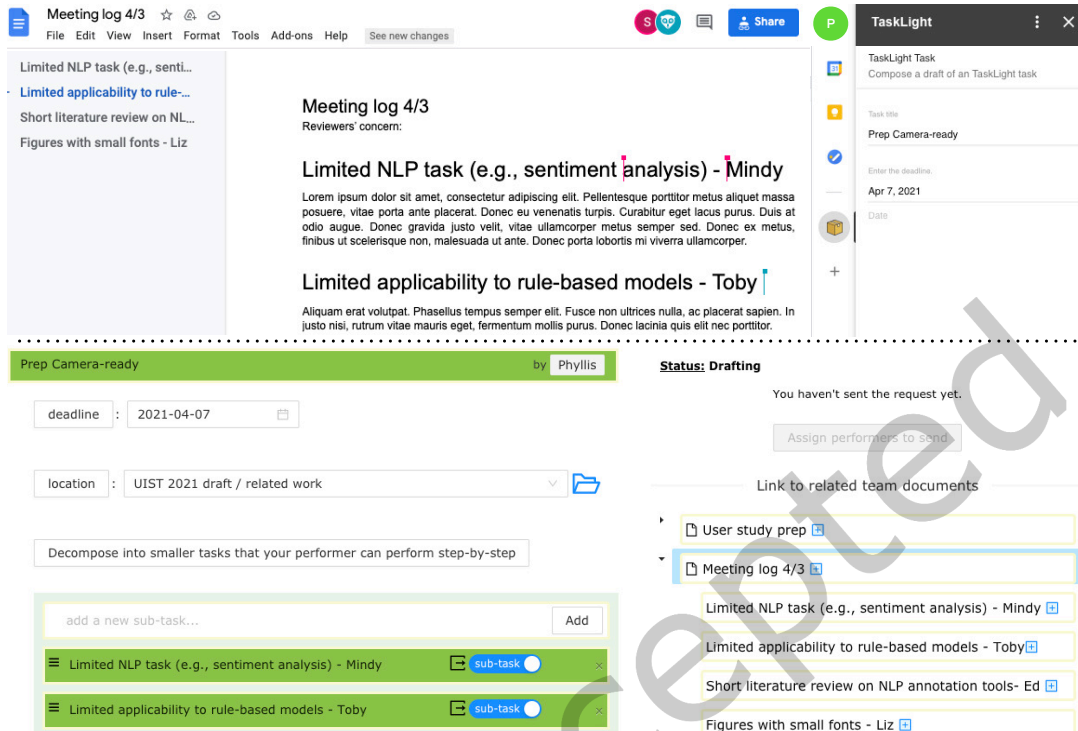 Meeting log 4/3
File Edit View Insert Format Tools Add-ons Help See new changes
S
Share
P
Limited NLP task (e.g., senti...
Limited applicability to rule-...
Short literature review on NL...
Figures with small fonts - Liz
Meeting log 4/3
Reviewers' concern:
Limited NLP task (e.g., sentiment analysis) - Mindy
Lorem ipsum dolor sit amet, consectetur adipiscing elit. Pellentesque porttitor metus aliquet massa
posuere, vitae porta ante placerat. Donec eu venenatis turpis. Curabitur eget lacus purus. Duis at
odio augue. Donec gravida justo velit, vitae ullamcorper metus semper sed. Donec ex metus,
finibus ut scelerisque non, malesuada ut ante. Donec porta lobortis mi viverra ullamcorper.
Limited applicability to rule-based models - Toby
Aliquam erat volutpat. Phasellus tempus semper elit. Fusce non ultrices nulla, ac placerat sapien. In
justo nisi, rutrum vitae mauris eget, fermentum mollis purus. Donec lacinia quis elit nec porttitor.
31
TaskLight
TaskLight Task
Compose a draft of an TaskLight task
Task title
Prep Camera-ready
Enter the deadline.
Apr 7, 2021
Date
Prep Camera-ready by Phyllis
deadline : 2021-04-07
location : UIST 2021 draft / related work
Decompose into smaller tasks that your performer can perform step-by-step
add a new sub-task... Add
Limited NLP task (e.g., sentiment analysis) - Mindy sub-task
Limited applicability to rule-based models - Toby sub-task
Status: Drafting
You haven't sent the request yet.
Assign performers to send
Link to related team documents
User study prep
Meeting log 4/3
Limited NLP task (e.g., sentiment analysis) - Mindy
Limited applicability to rule-based models - Toby
Short literature review on NLP annotation tools- Ed
Figures with small fonts - Liz
cepted